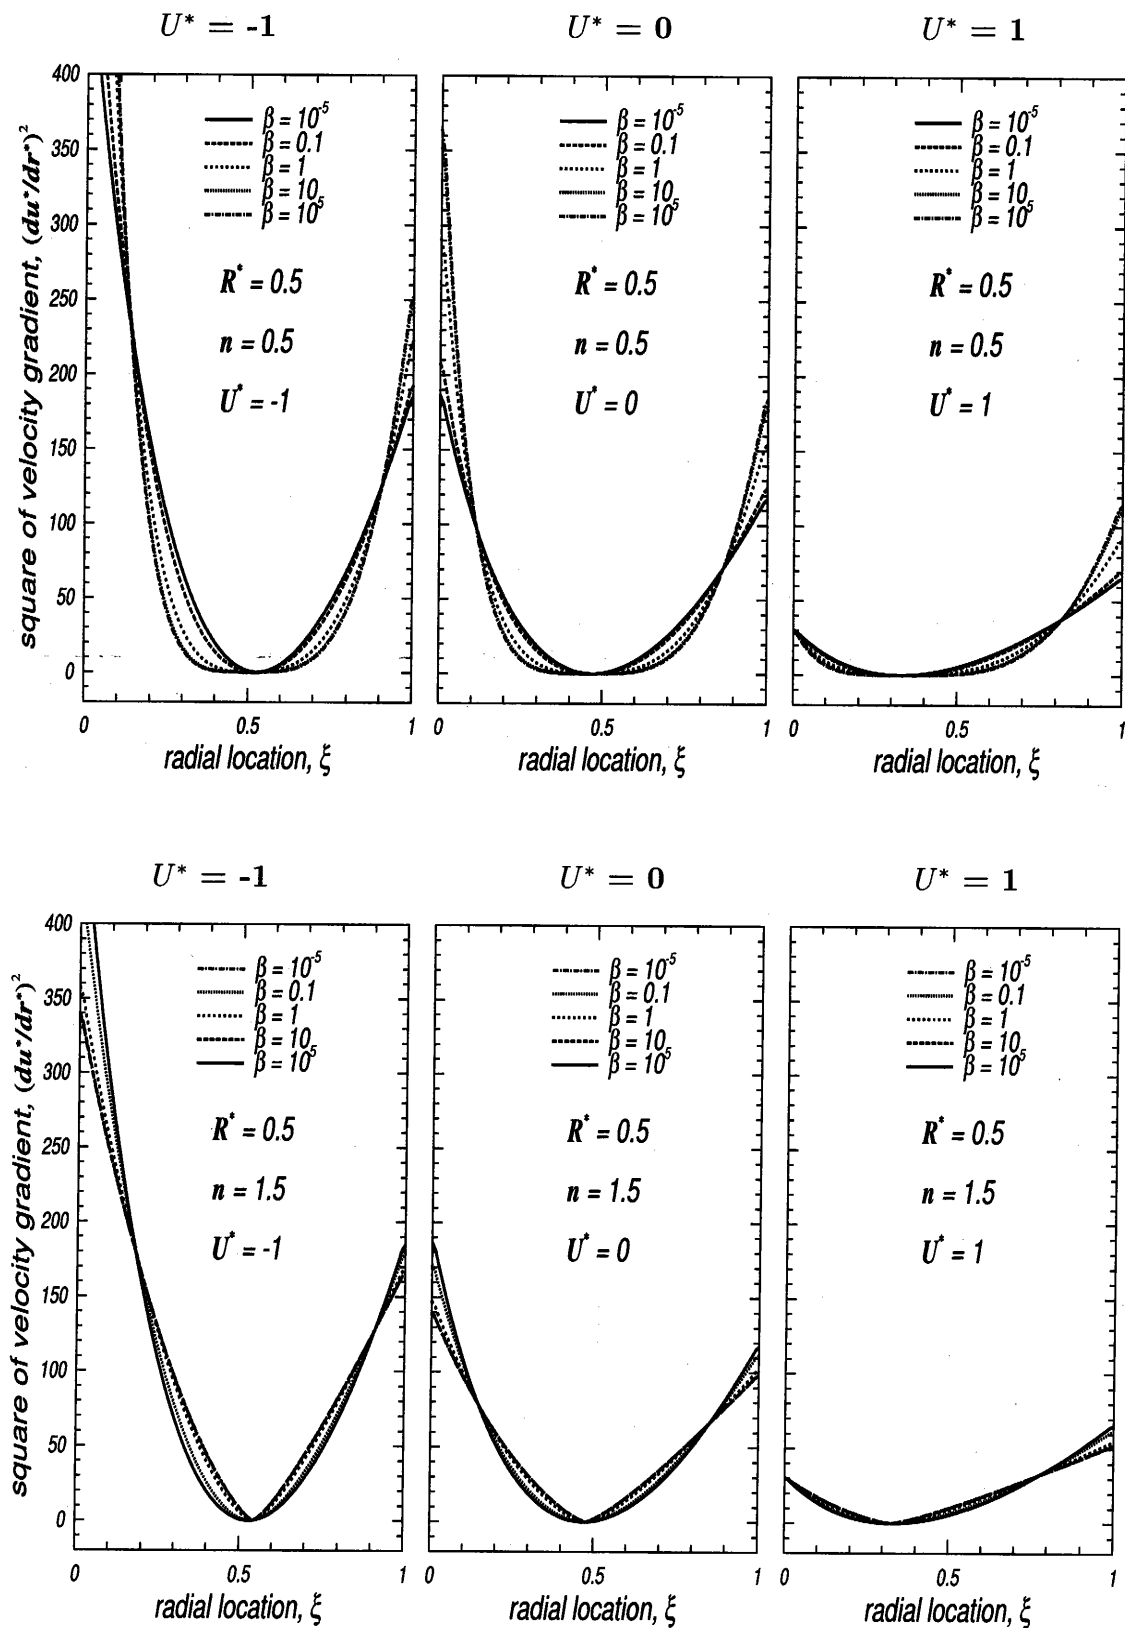 U* = -1
U* = 0
U* = 1
square of velocity gradient, (du*/dr*)²
400
350
300
250
200
150
100
50
0
β = 10⁻⁵
β = 0.1
β = 1
β = 10
β = 10⁵
R* = 0.5
n = 0.5
U* = -1
0
0.5
1
radial location, ξ
β = 10⁻⁵
β = 0.1
β = 1
β = 10
β = 10⁵
R* = 0.5
n = 0.5
U* = 0
0
0.5
1
radial location, ξ
β = 10⁻⁵
β = 0.1
β = 1
β = 10
β = 10⁵
R* = 0.5
n = 0.5
U* = 1
0
0.5
1
radial location, ξ
U* = -1
U* = 0
U* = 1
square of velocity gradient, (du*/dr*)²
400
350
300
250
200
150
100
50
0
β = 10⁻⁵
β = 0.1
β = 1
β = 10
β = 10⁵
R* = 0.5
n = 1.5
U* = -1
0
0.5
1
radial location, ξ
β = 10⁻⁵
β = 0.1
β = 1
β = 10
β = 10⁵
R* = 0.5
n = 1.5
U* = 0
0
0.5
1
radial location, ξ
β = 10⁻⁵
β = 0.1
β = 1
β = 10
β = 10⁵
R* = 0.5
n = 1.5
U* = 1
0
0.5
1
radial location, ξ